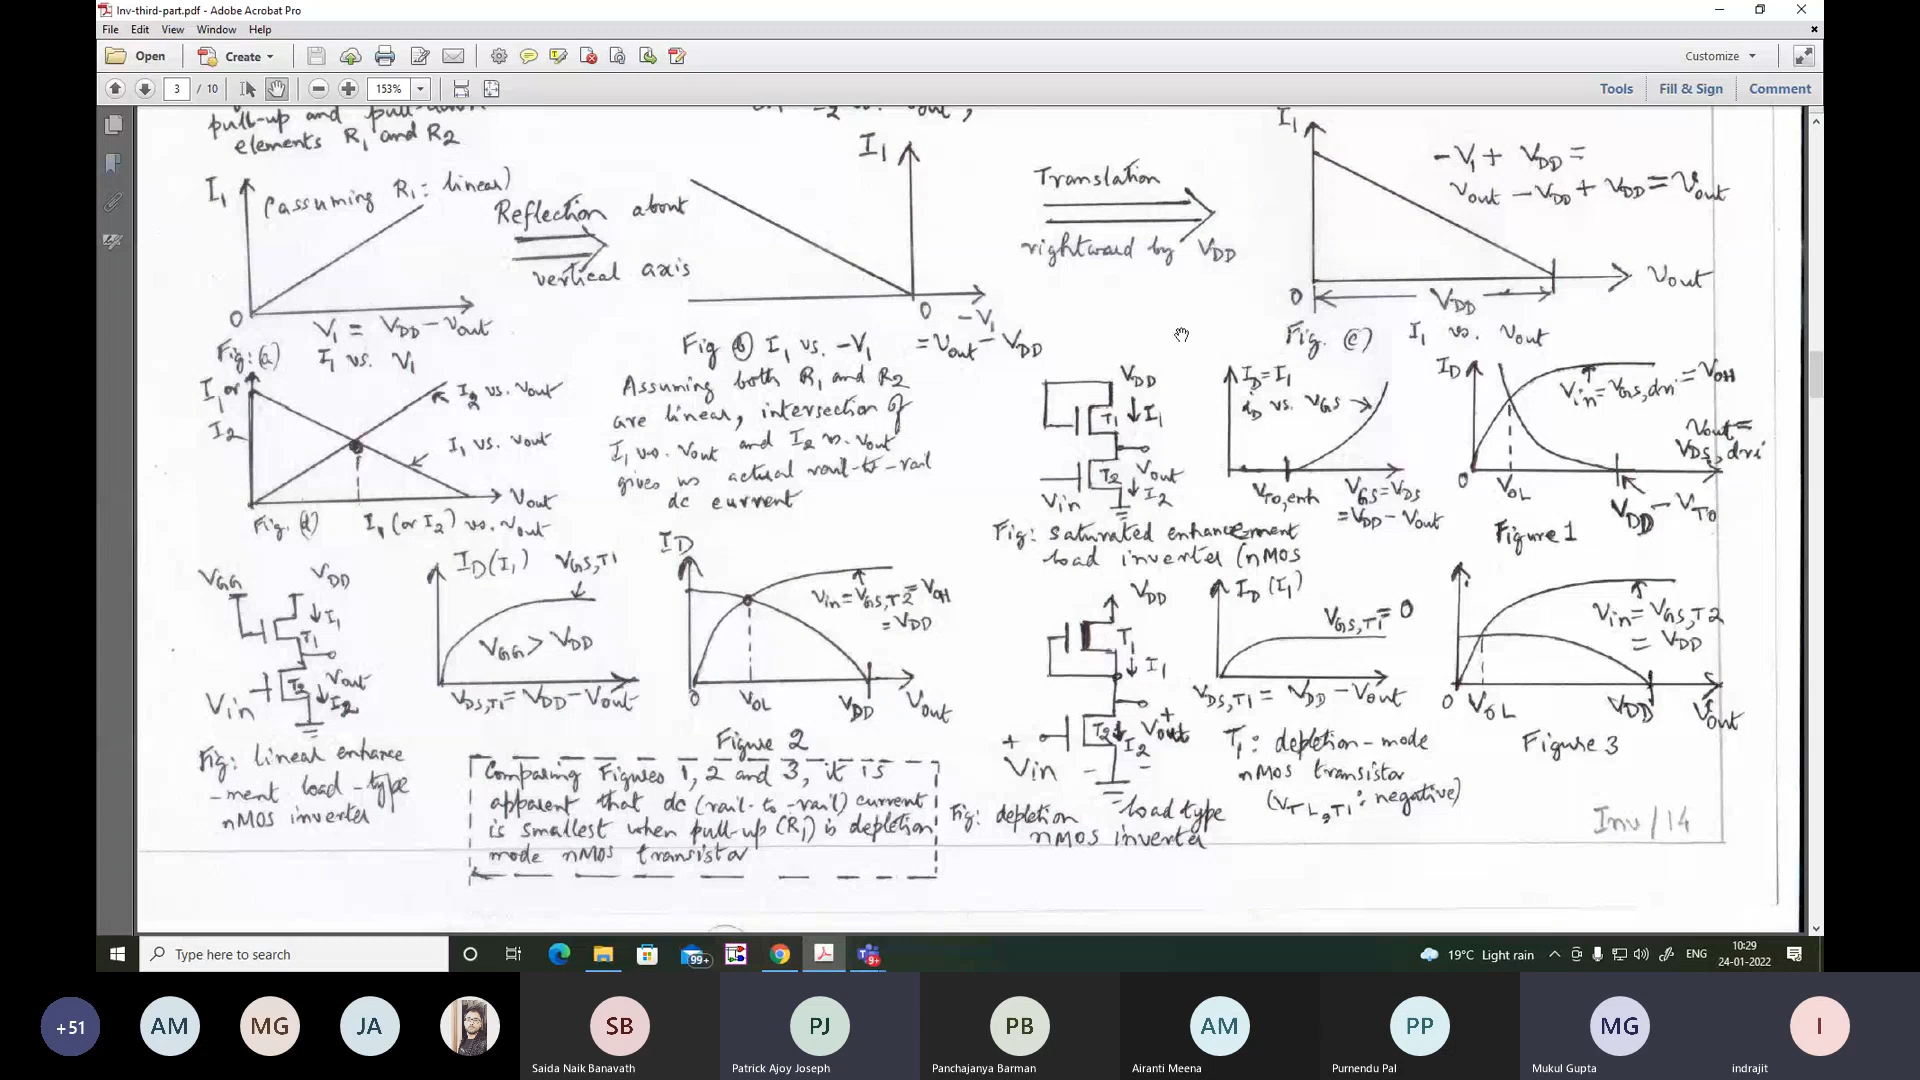 Inv-third-part.pdf - Adobe Acrobat Pro
File Edit View Window Help
Open Create Customize
3 / 10 153% Tools Fill & Sign Comment
pull-up and pull-down
elements R1 and R2
I1
(assuming R1: linear)
0
V1 = VDD - Vout
Fig: (a) I1 vs. V1
Reflection about
vertical axis
I1
0 -V1
Fig (b) I1 vs. -V1 = Vout - VDD
Translation
rightward by VDD
I1
-V1 + VDD =
Vout - VDD + VDD = Vout
Vout
0 VDD
Fig. (c) I1 vs. Vout
I1 or
I2
I2 vs. Vout
I1 vs. Vout
Vout
Fig. (d) I1 (or I2) vs. Vout
Assuming both R1 and R2
are linear, intersection of
I1 vs. Vout and I2 vs. Vout
gives us actual rail-to-rail
dc current
VDD
I1
T1
T2 Vout
Vin I2
Fig: saturated enhancement
load inverter (nMOS
ID = I1
iD vs. VGS
VTO,enh VGS = VDS
= VDD - Vout
ID
Vin = VGS,dri = VOH
Vout =
VDS,dri
0 VOL VDD - VTO
Figure 1
VGG VDD
I1
T1
Vout
Vin T2 I2
Fig: linear enhance
-ment load-type
nMOS inverter
ID (I1) VGS,T1
VGG > VDD
VDS,T1 = VDD - Vout
ID
Vin = VGS,T2 = VOH
= VDD
0 VOL VDD Vout
Figure 2
Comparing Figures 1, 2 and 3, it is
apparent that dc (rail-to-rail) current
is smallest when pull-up (R1) is depletion
mode nMOS transistor
VDD
T1
I1
+
T2 Vout
+ I2
Vin - -
Fig: depletion-load type
nMOS inverter
ID (I1)
VGS,T1 = 0
VDS,T1 = VDD - Vout
T1: depletion-mode
nMOS transistor
(VTL,T1: negative)
Vin = VGS,T2
= VDD
0 VOL VDD Vout
Figure 3
Inv/14
Type here to search 99+ 9+ 19°C Light rain ENG 10:29
24-01-2022
+51 AM MG JA SB PJ PB AM PP MG I
Saida Naik Banavath Patrick Ajoy Joseph Panchajanya Barman Airanti Meena Purnendu Pal Mukul Gupta indrajit